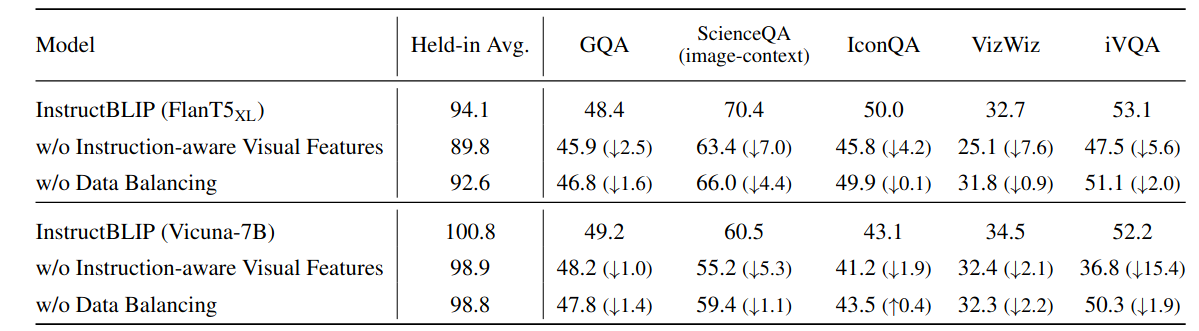 Model Held-in Avg. GQA ScienceQA (image-context) IconQA VizWiz iVQA
InstructBLIP (FlanT5XL) 94.1 48.4 70.4 50.0 32.7 53.1
w/o Instruction-aware Visual Features 89.8 45.9 (↓2.5) 63.4 (↓7.0) 45.8 (↓4.2) 25.1 (↓7.6) 47.5 (↓5.6)
w/o Data Balancing 92.6 46.8 (↓1.6) 66.0 (↓4.4) 49.9 (↓0.1) 31.8 (↓0.9) 51.1 (↓2.0)
InstructBLIP (Vicuna-7B) 100.8 49.2 60.5 43.1 34.5 52.2
w/o Instruction-aware Visual Features 98.9 48.2 (↓1.0) 55.2 (↓5.3) 41.2 (↓1.9) 32.4 (↓2.1) 36.8 (↓15.4)
w/o Data Balancing 98.8 47.8 (↓1.4) 59.4 (↓1.1) 43.5 (↑0.4) 32.3 (↓2.2) 50.3 (↓1.9)